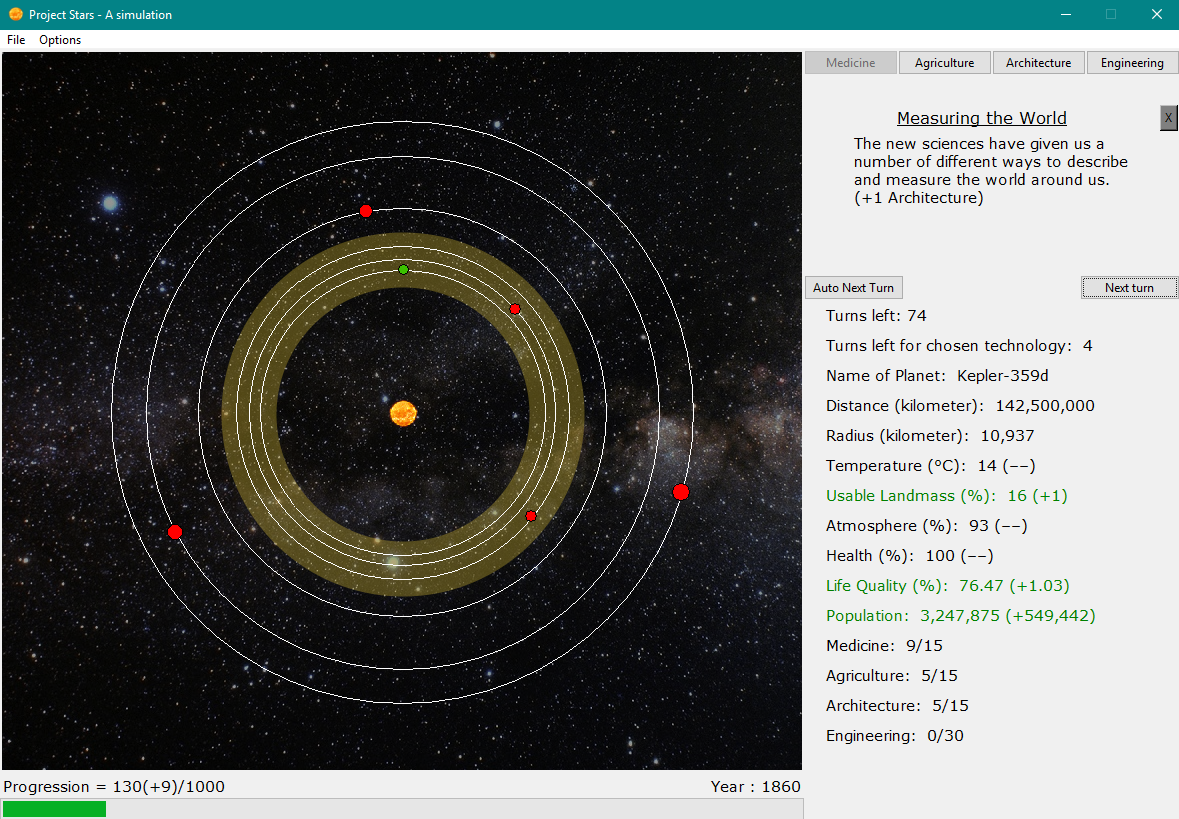 Project Stars - A simulation
File Options
Medicine Agriculture Architecture Engineering
Measuring the World
X
The new sciences have given us a
number of different ways to describe
and measure the world around us.
(+1 Architecture)
Auto Next Turn Next turn
Turns left: 74
Turns left for chosen technology: 4
Name of Planet: Kepler-359d
Distance (kilometer): 142,500,000
Radius (kilometer): 10,937
Temperature (°C): 14 (--)
Usable Landmass (%): 16 (+1)
Atmosphere (%): 93 (--)
Health (%): 100 (--)
Life Quality (%): 76.47 (+1.03)
Population: 3,247,875 (+549,442)
Medicine: 9/15
Agriculture: 5/15
Architecture: 5/15
Engineering: 0/30
Progression = 130(+9)/1000 Year : 1860